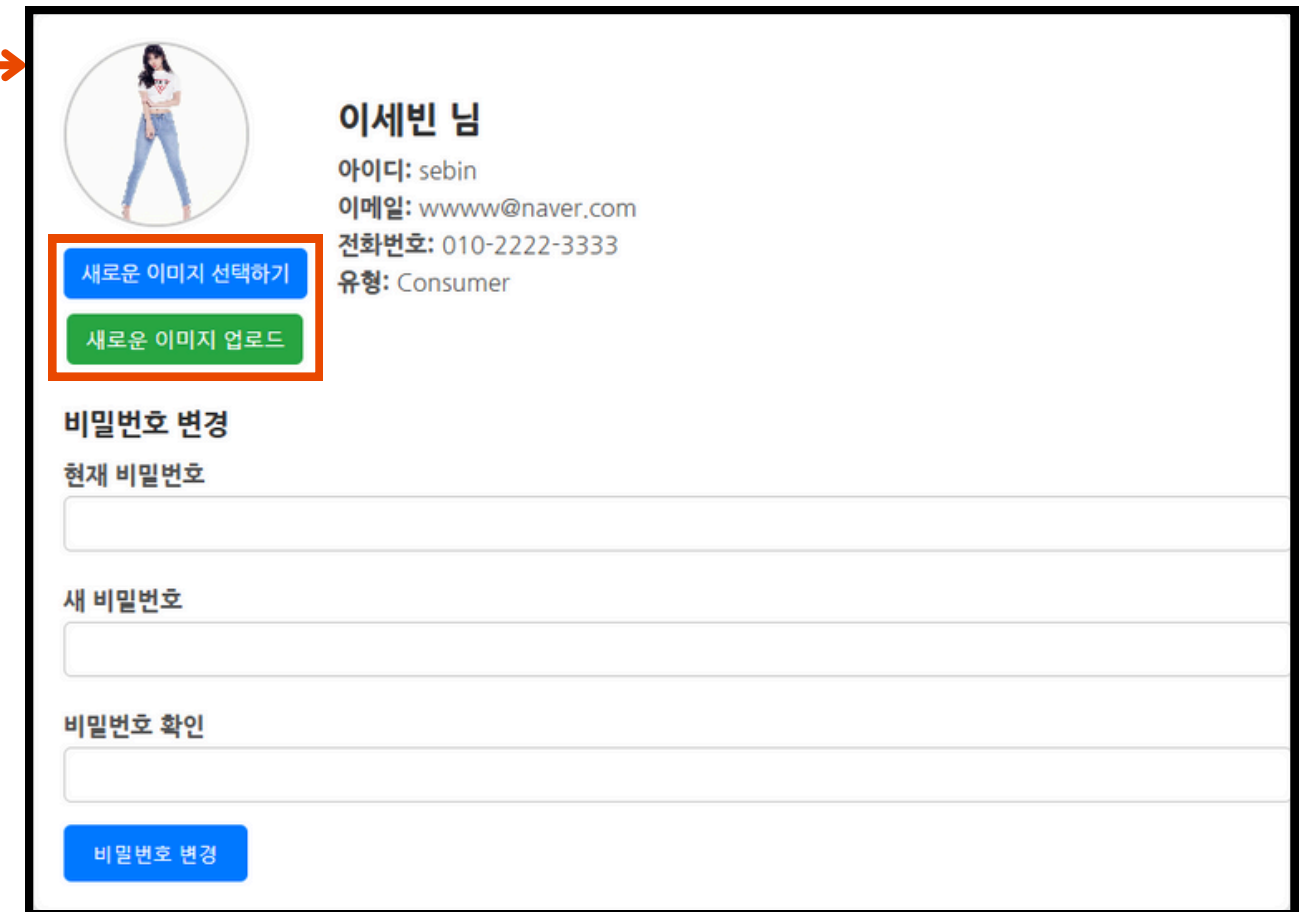 이세빈 님
아이디: sebin
이메일: wwww@naver.com
전화번호: 010-2222-3333
유형: Consumer
새로운 이미지 선택하기
새로운 이미지 업로드
비밀번호 변경
현재 비밀번호
새 비밀번호
비밀번호 확인
비밀번호 변경